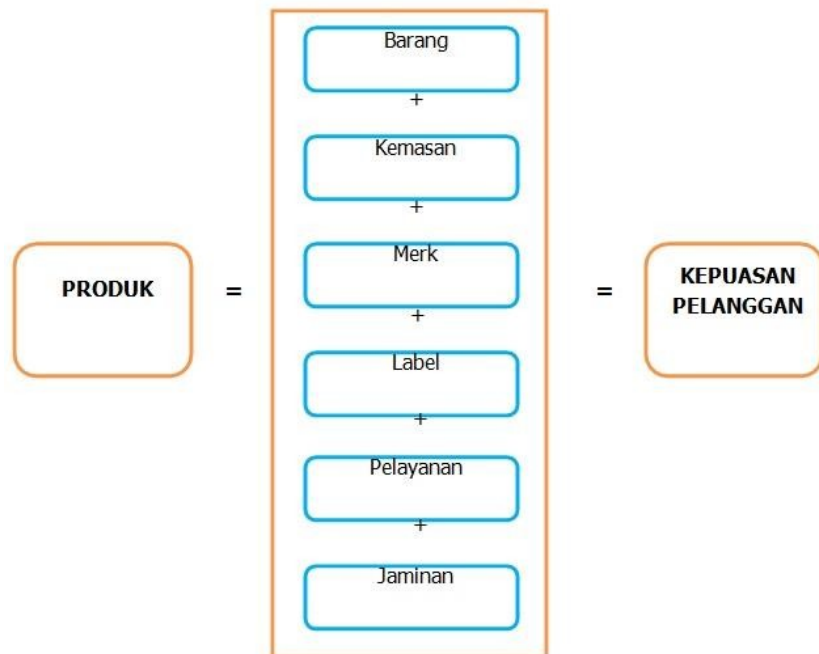 Barang
+
Kemasan
+
Merk
+
Label
+
Pelayanan
+
Jaminan
PRODUK
=
=
KEPUASAN
PELANGGAN